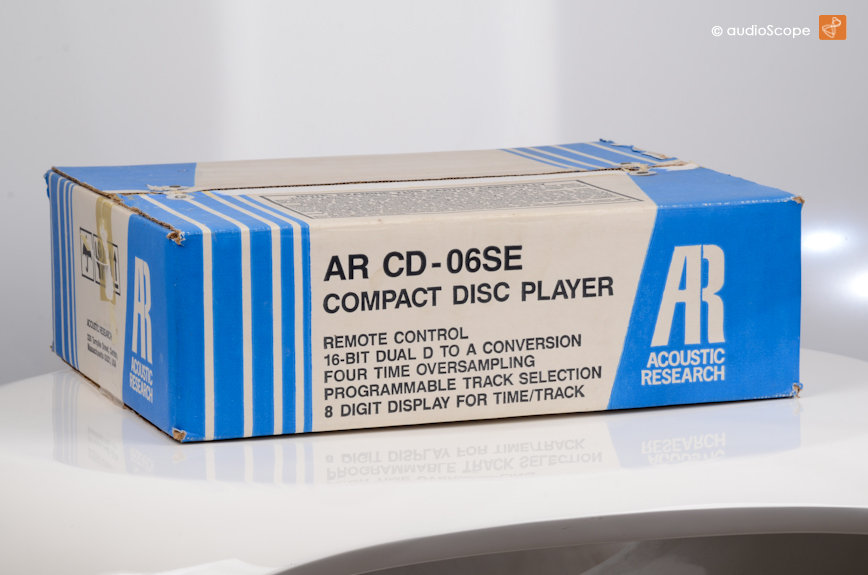 © audioScope
AR CD-06SE
COMPACT DISC PLAYER
REMOTE CONTROL
16-BIT DUAL D TO A CONVERSION
FOUR TIME OVERSAMPLING
PROGRAMMABLE TRACK SELECTION
8 DIGIT DISPLAY FOR TIME/TRACK
AR
ACOUSTIC
RESEARCH
AR
ACOUSTIC
RESEARCH
ACOUSTIC RESEARCH